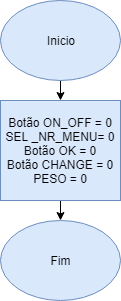 Inicio
Botão ON_OFF = 0
SEL _NR_MENU= 0
Botão OK = 0
Botão CHANGE = 0
PESO = 0
Fim